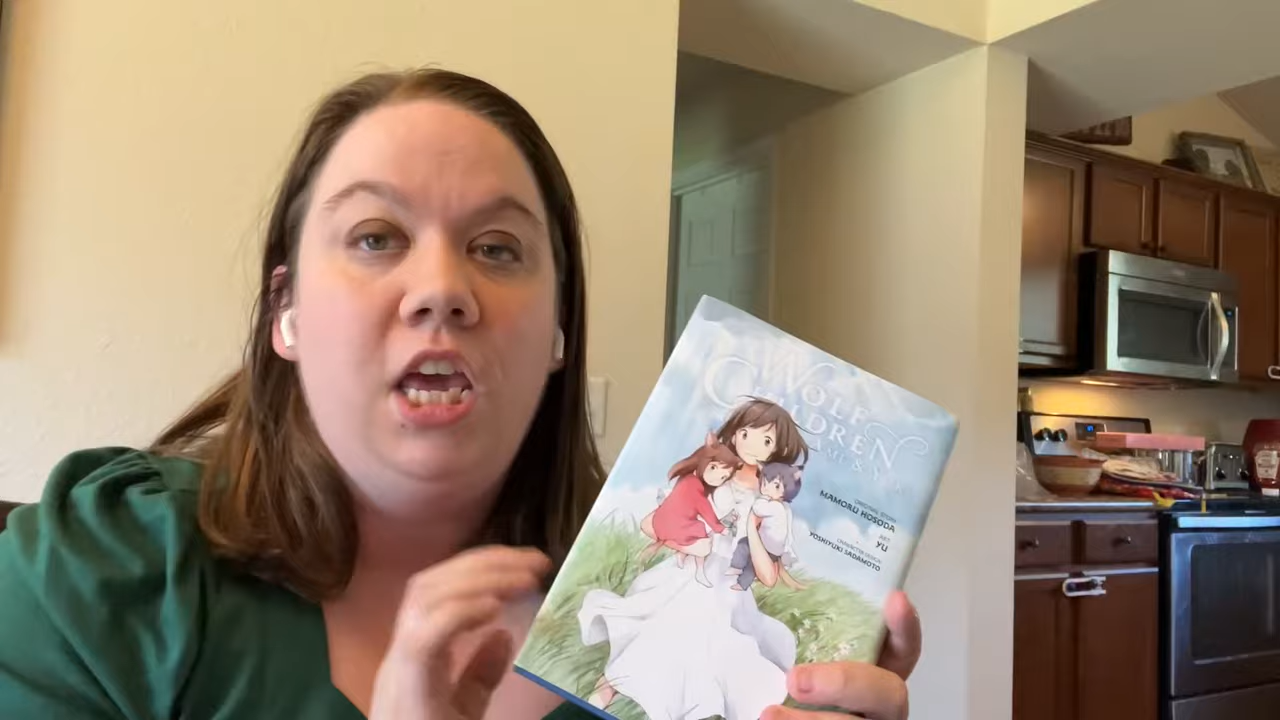 WOLF
CHILDREN
AME & YUKI
ORIGINAL STORY
MAMORU HOSODA
ART
YU
CHARACTER DESIGN
YOSHIYUKI SADAMOTO